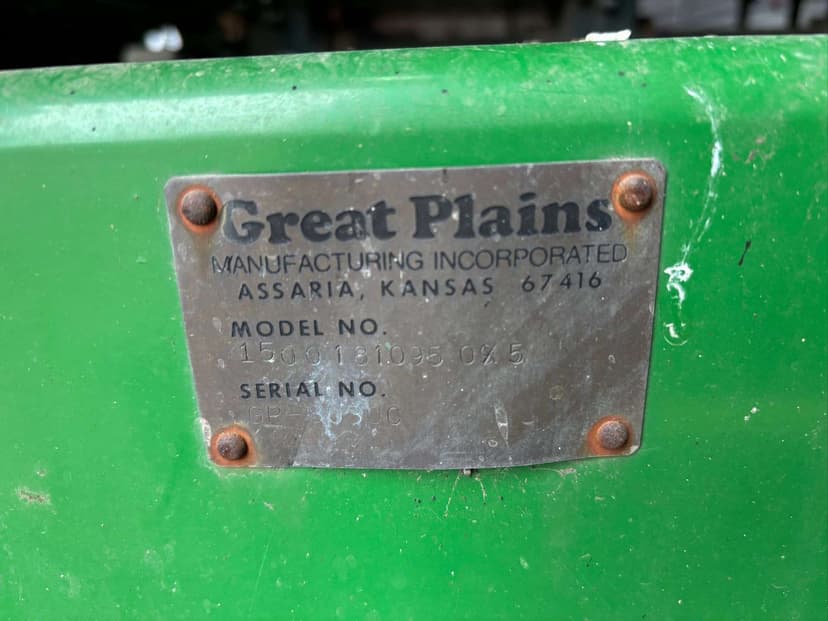 Great Plains
MANUFACTURING INCORPORATED
ASSARIA, KANSAS 67416
MODEL NO.
SERIAL NO.